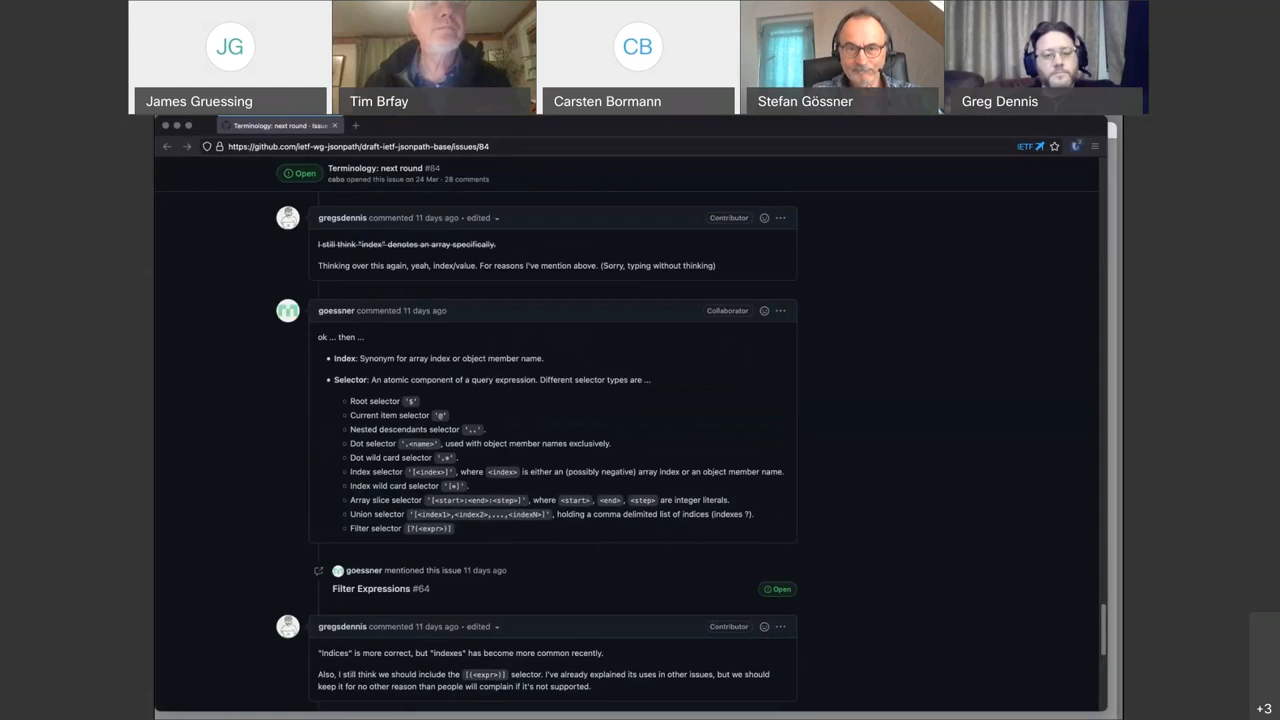 JG
CB
James Gruessing
Tim Brfay
Carsten Bormann
Stefan Gössner
Greg Dennis
Terminology: next round · Issue
https://github.com/ietf-wg-jsonpath/draft-ietf-jsonpath-base/issues/84
IETF
Open
Terminology: next round #84
cabo opened this issue on 24 Mar · 28 comments
gregsdennis commented 11 days ago • edited
Contributor
I still think "index" denotes an array specifically.
Thinking over this again, yeah, index/value. For reasons I've mention above. (Sorry, typing without thinking)
goessner commented 11 days ago
Collaborator
ok ... then ...
• Index: Synonym for array index or object member name.
• Selector: An atomic component of a query expression. Different selector types are ...
○ Root selector '$'
○ Current item selector '@'
○ Nested descendants selector '..'.
○ Dot selector '.<name>', used with object member names exclusively.
○ Dot wild card selector '.*'.
○ Index selector '[<index>]', where <index> is either an (possibly negative) array index or an object member name.
○ Index wild card selector '[*]'.
○ Array slice selector '[<start>:<end>:<step>]', where <start>, <end>, <step> are integer literals.
○ Union selector '[<index1>,<index2>,...,<indexN>]', holding a comma delimited list of indices (indexes ?).
○ Filter selector [?(<expr>)]
goessner mentioned this issue 11 days ago
Filter Expressions #64
Open
gregsdennis commented 11 days ago • edited
Contributor
"Indices" is more correct, but "indexes" has become more common recently.
Also, I still think we should include the [(<expr>)] selector. I've already explained its uses in other issues, but we should
keep it for no other reason than people will complain if it's not supported.
+3